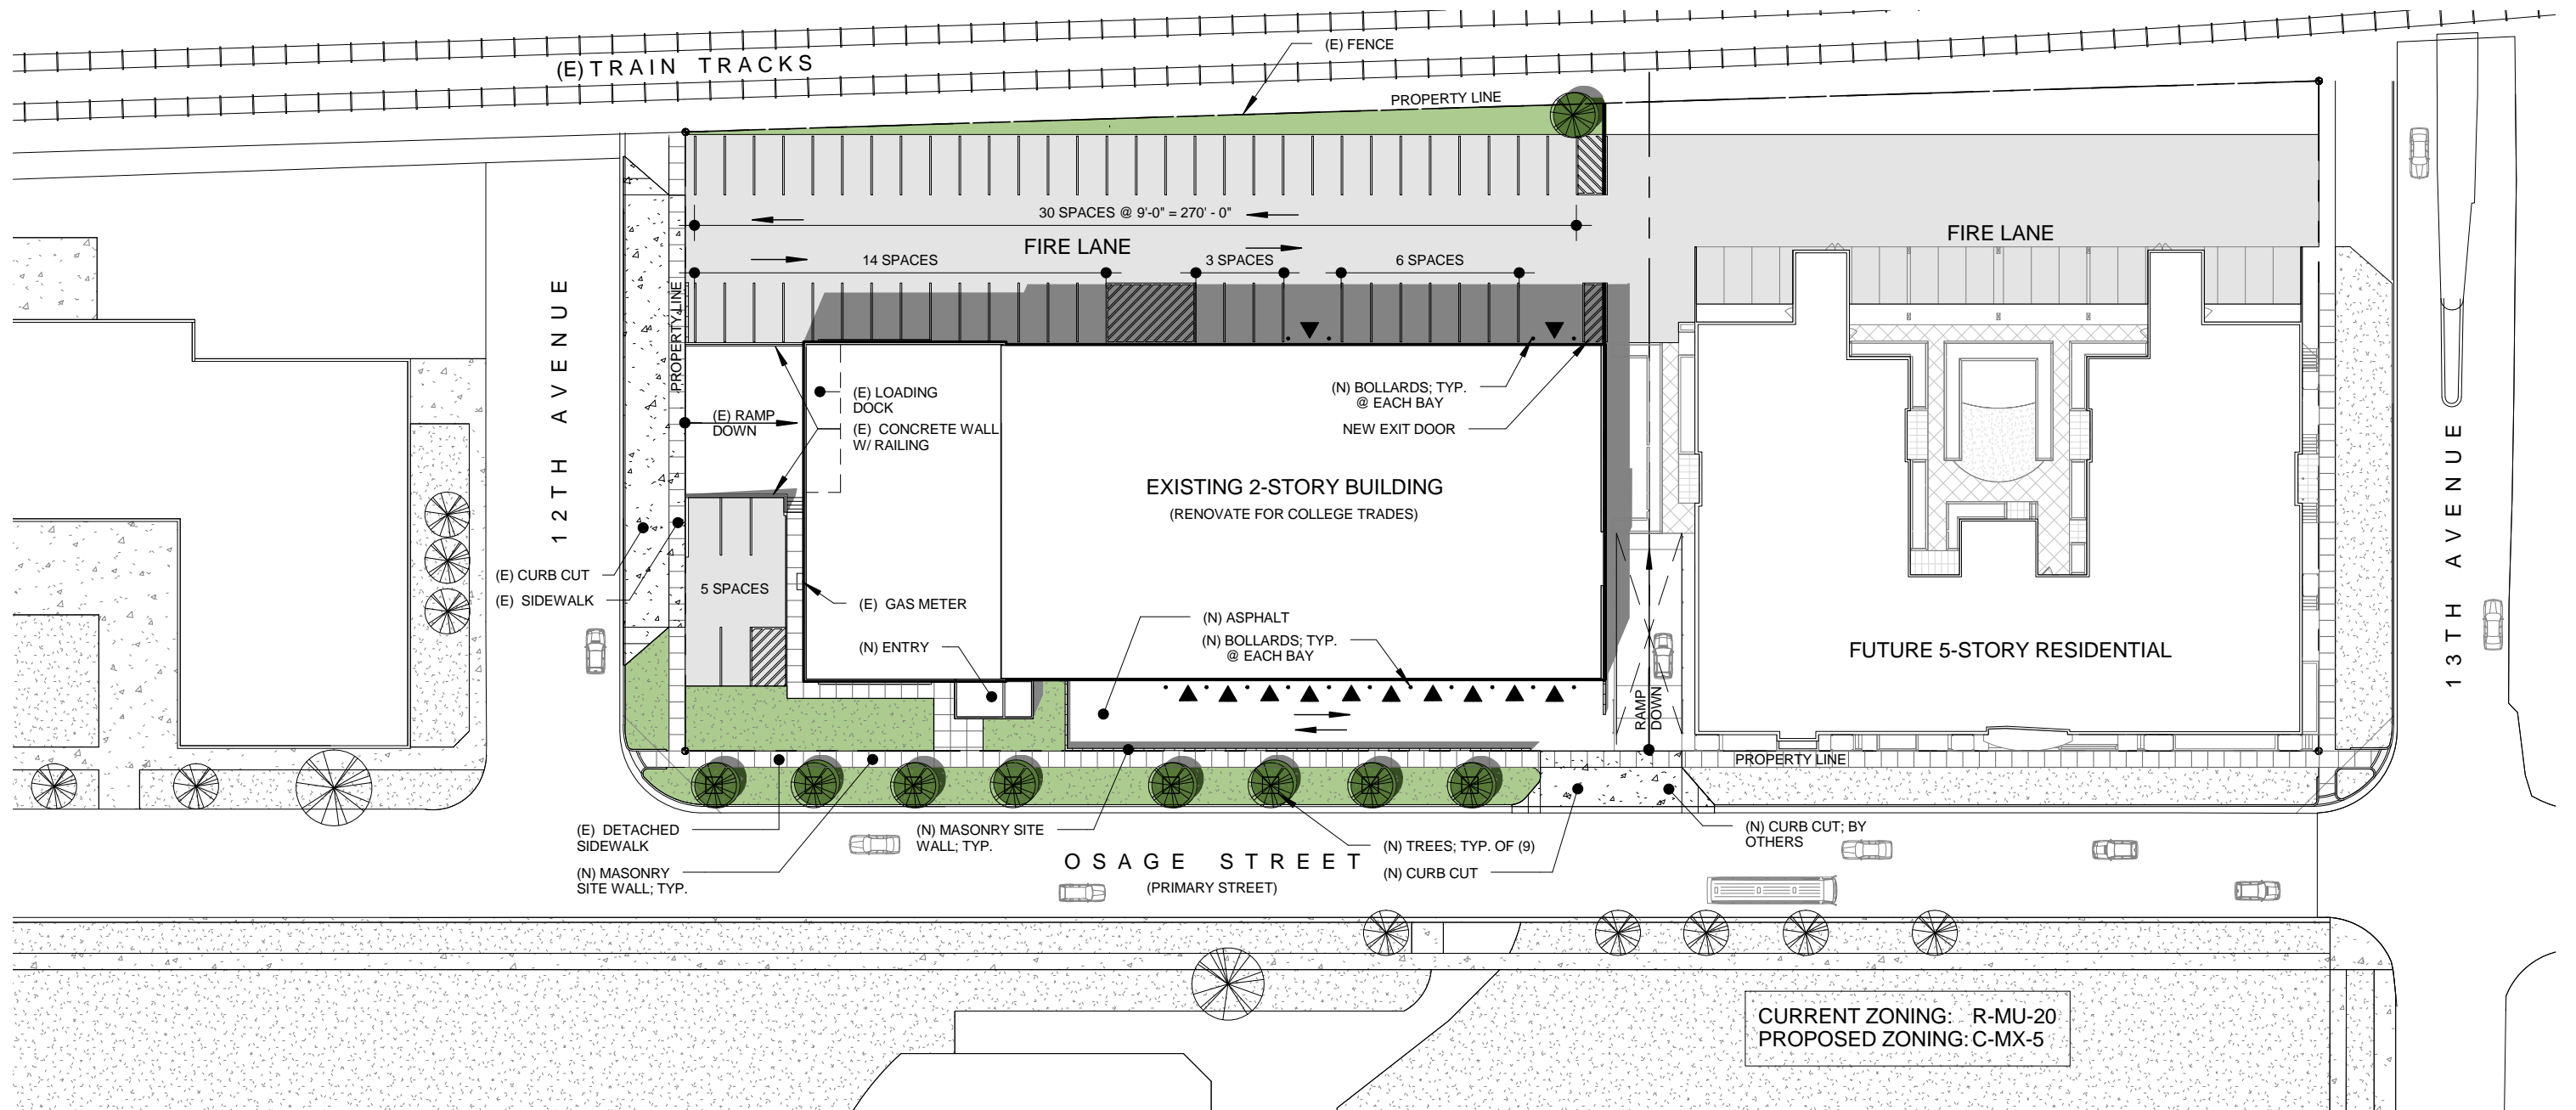 (E) FENCE
(E) TRAIN TRACKS
PROPERTY LINE
30 SPACES @ 9'-0" = 270' - 0"
FIRE LANE
FIRE LANE
14 SPACES
3 SPACES
6 SPACES
12TH AVENUE
PROPERTY LINE
(E) LOADING
DOCK
(E) RAMP
DOWN
(E) CONCRETE WALL
W/ RAILING
(N) BOLLARDS; TYP.
@ EACH BAY
NEW EXIT DOOR
EXISTING 2-STORY BUILDING
(RENOVATE FOR COLLEGE TRADES)
13TH AVENUE
(E) CURB CUT
(E) SIDEWALK
5 SPACES
(E) GAS METER
(N) ASPHALT
(N) ENTRY
(N) BOLLARDS; TYP.
@ EACH BAY
FUTURE 5-STORY RESIDENTIAL
RAMP
DOWN
PROPERTY LINE
(E) DETACHED
SIDEWALK
(N) MASONRY SITE
WALL; TYP.
(N) CURB CUT; BY
OTHERS
(N) TREES; TYP. OF (9)
OSAGE STREET
(PRIMARY STREET)
(N) CURB CUT
(N) MASONRY
SITE WALL; TYP.
CURRENT ZONING: R-MU-20
PROPOSED ZONING: C-MX-5